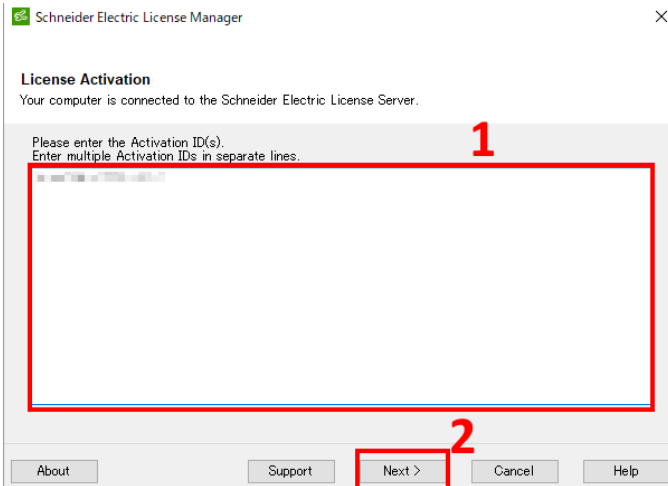 Schneider Electric License Manager
License Activation
Your computer is connected to the Schneider Electric License Server.
1
Please enter the Activation ID(s).
Enter multiple Activation IDs in separate lines.
2
About
Support
Next >
Cancel
Help